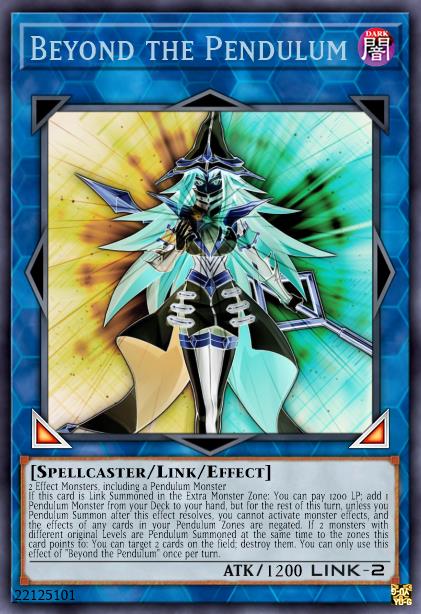 BEYOND THE PENDULUM
DARK
闇
[SPELLCASTER/LINK/EFFECT]
2 Effect Monsters, including a Pendulum Monster
If this card is Link Summoned in the Extra Monster Zone: You can pay 1200 LP; add 1
Pendulum Monster from your Deck to your hand, but for the rest of this turn, unless you
Pendulum Summon after this effect resolves, you cannot activate monster effects, and
the effects of any cards in your Pendulum Zones are negated. If 2 monsters with
different original Levels are Pendulum Summoned at the same time to the zones this
card points to: You can target 2 cards on the field; destroy them. You can only use this
effect of "Beyond the Pendulum" once per turn.
ATK/1200 LINK-2
22125101